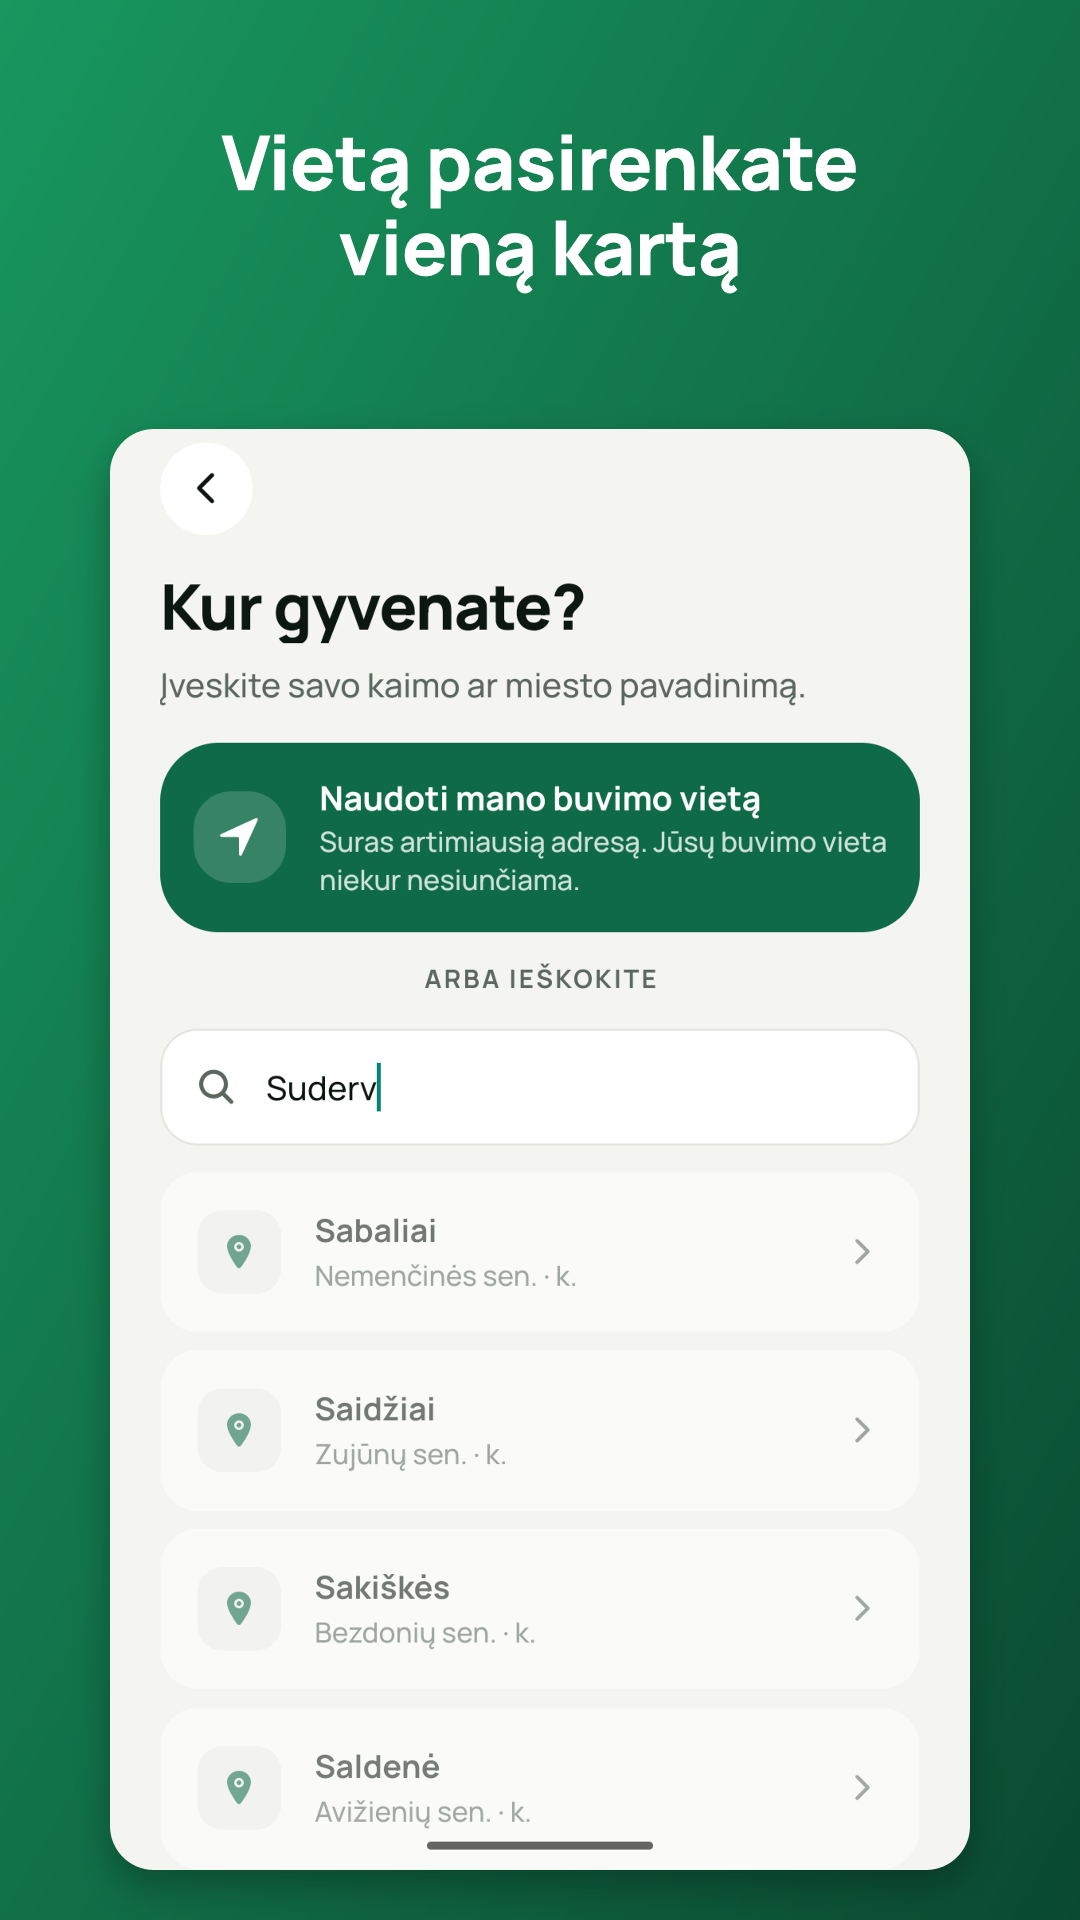 Vietą pasirenkate
vieną kartą
Kur gyvenate?
Įveskite savo kaimo ar miesto pavadinimą.
Naudoti mano buvimo vietą
Suras artimiausią adresą. Jūsų buvimo vieta
niekur nesiunčiama.
ARBA IEŠKOKITE
Suderv
Sabaliai
Nemenčinės sen. · k.
Saidžiai
Zujūnų sen. · k.
Sakiškės
Bezdonių sen. · k.
Saldenė
Avižienių sen. · k.